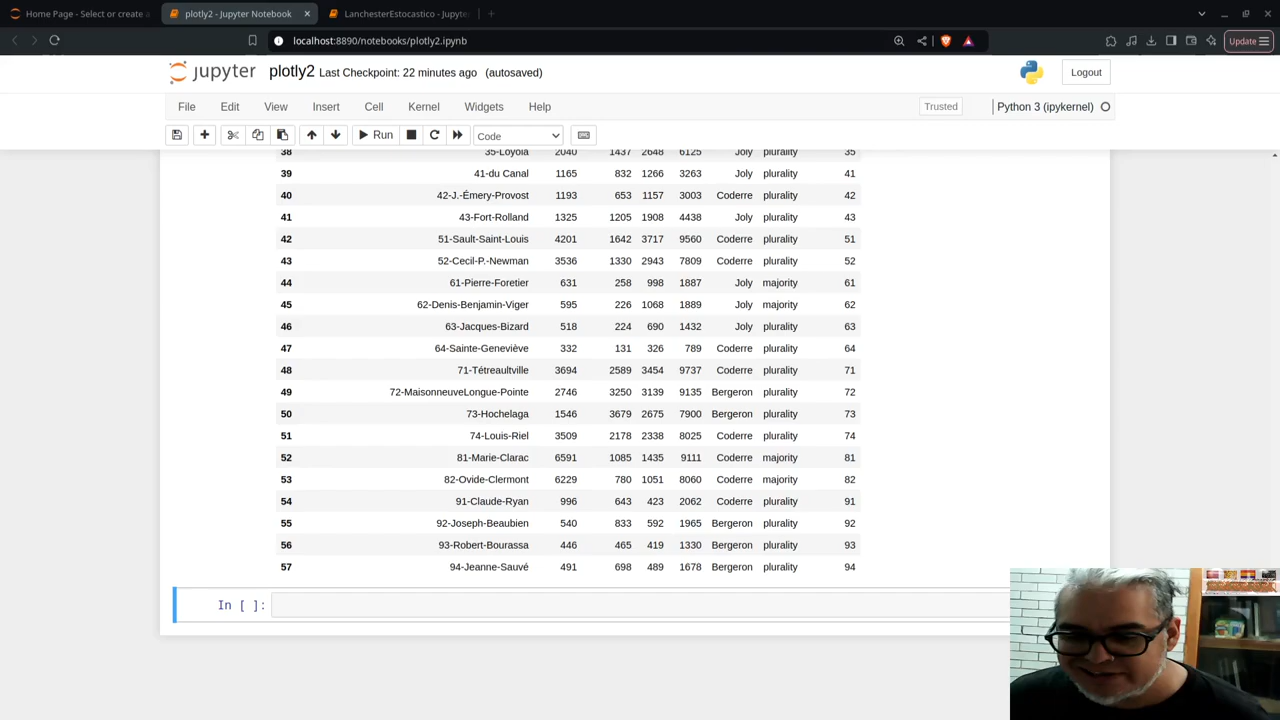 Home Page - Select or create a
plotly2 - Jupyter Notebook
LanchesterEstocastico - Jupyte
localhost:8890/notebooks/plotly2.ipynb
Update
jupyter plotly2 Last Checkpoint: 22 minutes ago (autosaved)
Logout
File Edit View Insert Cell Kernel Widgets Help
Trusted
Python 3 (ipykernel)
Run
Code
38 35-Loyola 2040 1437 2648 6125 Joly plurality 35
39 41-du Canal 1165 832 1266 3263 Joly plurality 41
40 42-J.-Émery-Provost 1193 653 1157 3003 Coderre plurality 42
41 43-Fort-Rolland 1325 1205 1908 4438 Joly plurality 43
42 51-Sault-Saint-Louis 4201 1642 3717 9560 Coderre plurality 51
43 52-Cecil-P.-Newman 3536 1330 2943 7809 Coderre plurality 52
44 61-Pierre-Foretier 631 258 998 1887 Joly majority 61
45 62-Denis-Benjamin-Viger 595 226 1068 1889 Joly majority 62
46 63-Jacques-Bizard 518 224 690 1432 Joly plurality 63
47 64-Sainte-Geneviève 332 131 326 789 Coderre plurality 64
48 71-Tétreaultville 3694 2589 3454 9737 Coderre plurality 71
49 72-MaisonneuveLongue-Pointe 2746 3250 3139 9135 Bergeron plurality 72
50 73-Hochelaga 1546 3679 2675 7900 Bergeron plurality 73
51 74-Louis-Riel 3509 2178 2338 8025 Coderre plurality 74
52 81-Marie-Clarac 6591 1085 1435 9111 Coderre majority 81
53 82-Ovide-Clermont 6229 780 1051 8060 Coderre majority 82
54 91-Claude-Ryan 996 643 423 2062 Coderre plurality 91
55 92-Joseph-Beaubien 540 833 592 1965 Bergeron plurality 92
56 93-Robert-Bourassa 446 465 419 1330 Bergeron plurality 93
57 94-Jeanne-Sauvé 491 698 489 1678 Bergeron plurality 94
In [ ]: